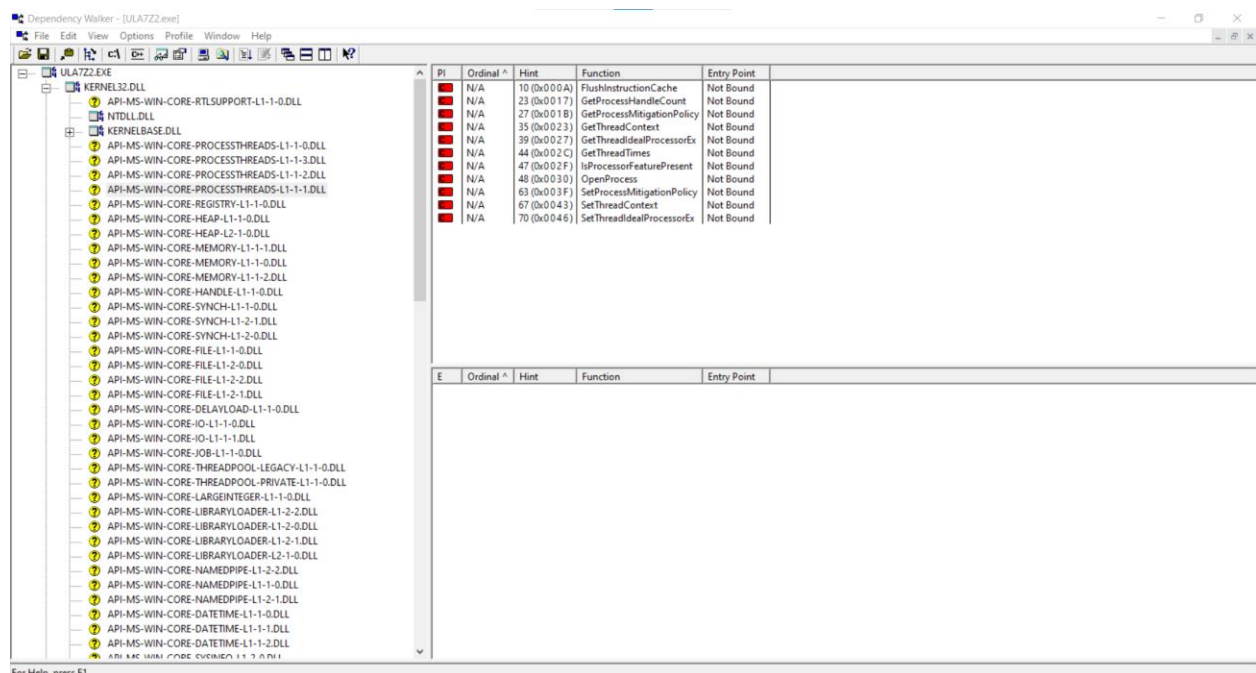 Dependency Walker - [ULA7Z2.exe]
File Edit View Options Profile Window Help
ULA7Z2.EXE
KERNEL32.DLL
API-MS-WIN-CORE-RTLSUPPORT-L1-1-0.DLL
NTDLL.DLL
KERNELBASE.DLL
API-MS-WIN-CORE-PROCESSTHREADS-L1-1-0.DLL
API-MS-WIN-CORE-PROCESSTHREADS-L1-1-3.DLL
API-MS-WIN-CORE-PROCESSTHREADS-L1-1-2.DLL
API-MS-WIN-CORE-PROCESSTHREADS-L1-1-1.DLL
API-MS-WIN-CORE-REGISTRY-L1-1-0.DLL
API-MS-WIN-CORE-HEAP-L1-1-0.DLL
API-MS-WIN-CORE-HEAP-L2-1-0.DLL
API-MS-WIN-CORE-MEMORY-L1-1-1.DLL
API-MS-WIN-CORE-MEMORY-L1-1-0.DLL
API-MS-WIN-CORE-MEMORY-L1-1-2.DLL
API-MS-WIN-CORE-HANDLE-L1-1-0.DLL
API-MS-WIN-CORE-SYNCH-L1-1-0.DLL
API-MS-WIN-CORE-SYNCH-L1-2-1.DLL
API-MS-WIN-CORE-SYNCH-L1-2-0.DLL
API-MS-WIN-CORE-FILE-L1-1-0.DLL
API-MS-WIN-CORE-FILE-L1-2-0.DLL
API-MS-WIN-CORE-FILE-L1-2-2.DLL
API-MS-WIN-CORE-FILE-L1-2-1.DLL
API-MS-WIN-CORE-DELAYLOAD-L1-1-0.DLL
API-MS-WIN-CORE-IO-L1-1-0.DLL
API-MS-WIN-CORE-IO-L1-1-1.DLL
API-MS-WIN-CORE-JOB-L1-1-0.DLL
API-MS-WIN-CORE-THREADPOOL-LEGACY-L1-1-0.DLL
API-MS-WIN-CORE-THREADPOOL-PRIVATE-L1-1-0.DLL
API-MS-WIN-CORE-LARGEINTEGER-L1-1-0.DLL
API-MS-WIN-CORE-LIBRARYLOADER-L1-2-2.DLL
API-MS-WIN-CORE-LIBRARYLOADER-L1-2-0.DLL
API-MS-WIN-CORE-LIBRARYLOADER-L1-2-1.DLL
API-MS-WIN-CORE-LIBRARYLOADER-L2-1-0.DLL
API-MS-WIN-CORE-NAMEDPIPE-L1-2-2.DLL
API-MS-WIN-CORE-NAMEDPIPE-L1-1-0.DLL
API-MS-WIN-CORE-NAMEDPIPE-L1-2-1.DLL
API-MS-WIN-CORE-DATETIME-L1-1-0.DLL
API-MS-WIN-CORE-DATETIME-L1-1-1.DLL
API-MS-WIN-CORE-DATETIME-L1-1-2.DLL
API-MS-WIN-CORE-SYSINFO-L1-2-0.DLL
PI Ordinal ^ Hint Function Entry Point
N/A 10 (0x000A) FlushInstructionCache Not Bound
N/A 23 (0x0017) GetProcessHandleCount Not Bound
N/A 27 (0x001B) GetProcessMitigationPolicy Not Bound
N/A 35 (0x0023) GetThreadContext Not Bound
N/A 39 (0x0027) GetThreadIdealProcessorEx Not Bound
N/A 44 (0x002C) GetThreadTimes Not Bound
N/A 47 (0x002F) IsProcessorFeaturePresent Not Bound
N/A 48 (0x0030) OpenProcess Not Bound
N/A 63 (0x003F) SetProcessMitigationPolicy Not Bound
N/A 67 (0x0043) SetThreadContext Not Bound
N/A 70 (0x0046) SetThreadIdealProcessorEx Not Bound
E Ordinal ^ Hint Function Entry Point
For Help, press F1